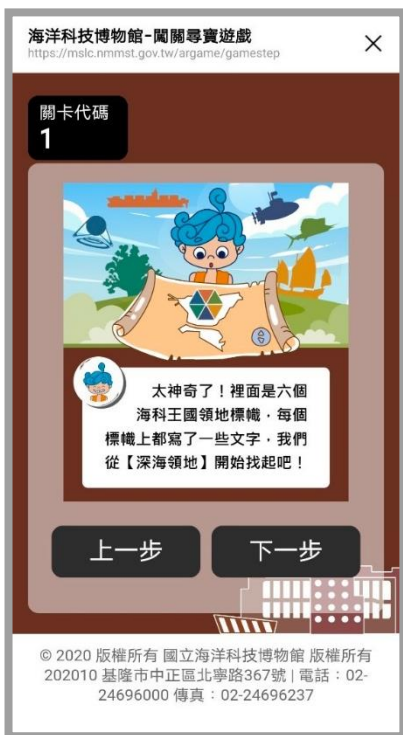 海洋科技博物館-闖關尋寶遊戲
https://mslc.nmmst.gov.tw/argame/gamestep
關卡代碼
1
太神奇了！裡面是六個
海科王國領地標幟，每個
標幟上都寫了一些文字，我們
從【深海領地】開始找起吧！
上一步
下一步
© 2020 版權所有 國立海洋科技博物館 版權所有
202010 基隆市中正區北寧路367號 | 電話：02-
24696000 傳真：02-24696237